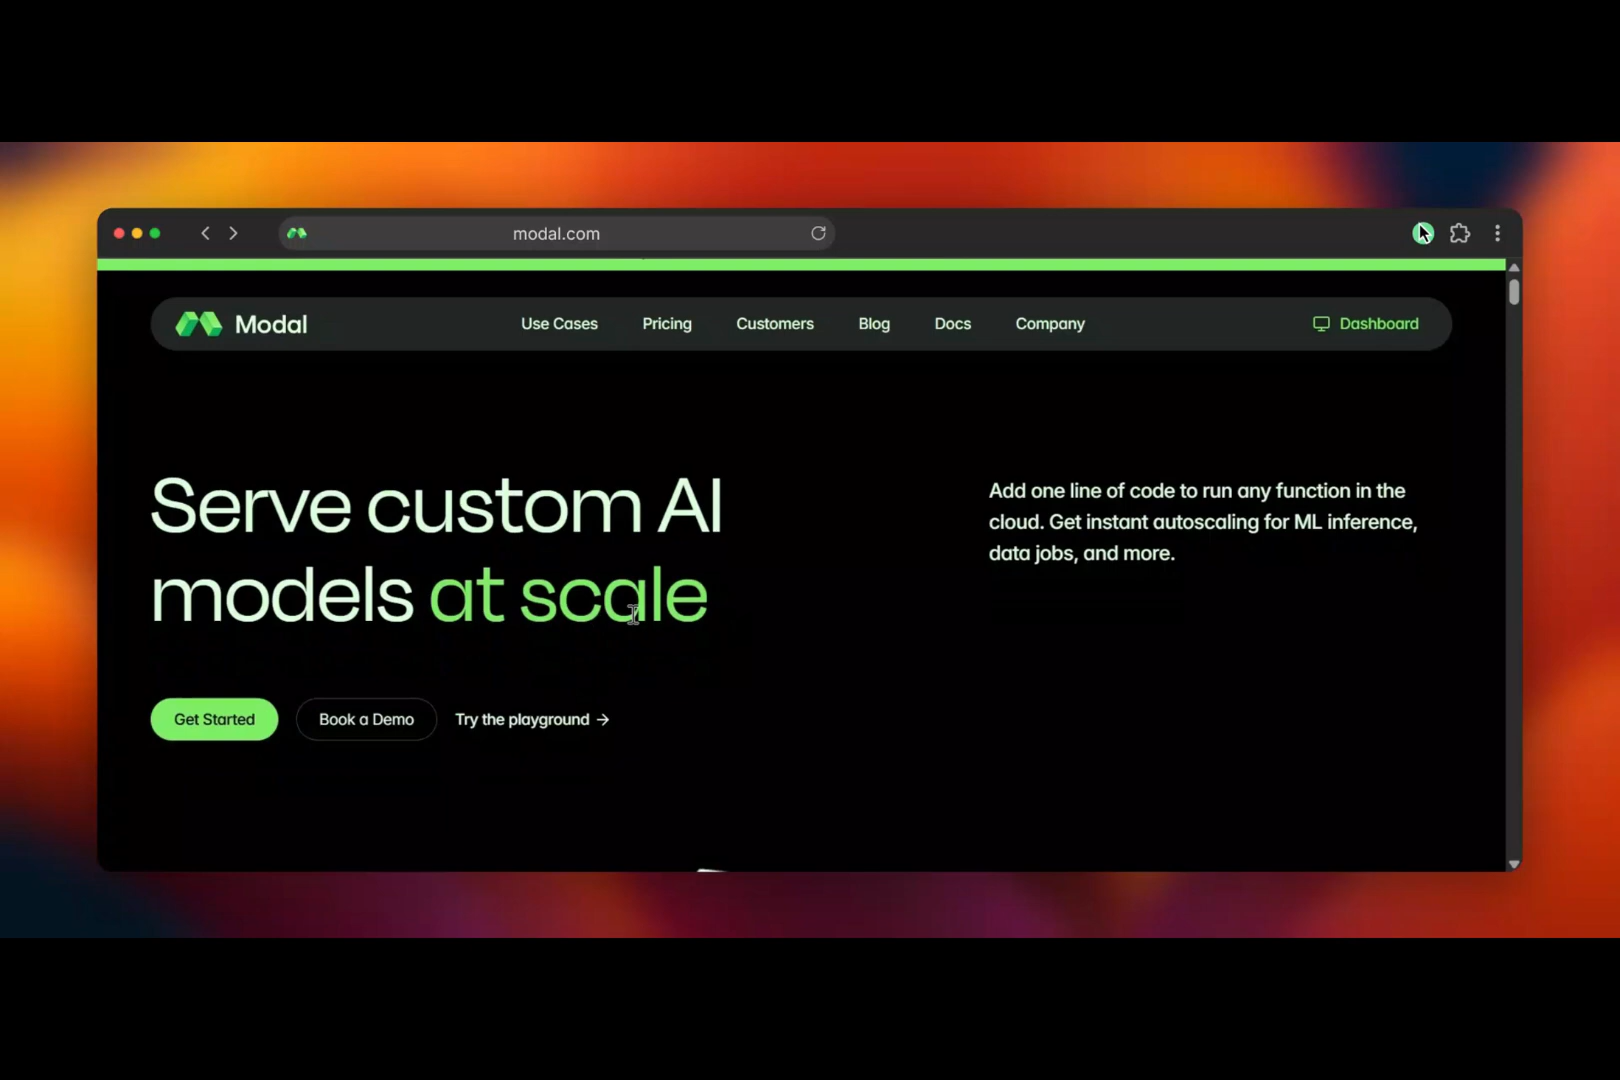 modal.com
Modal
Use Cases
Pricing
Customers
Blog
Docs
Company
Dashboard
Serve custom AI
models at scale
Add one line of code to run any function in the
cloud. Get instant autoscaling for ML inference,
data jobs, and more.
Get Started
Book a Demo
Try the playground →